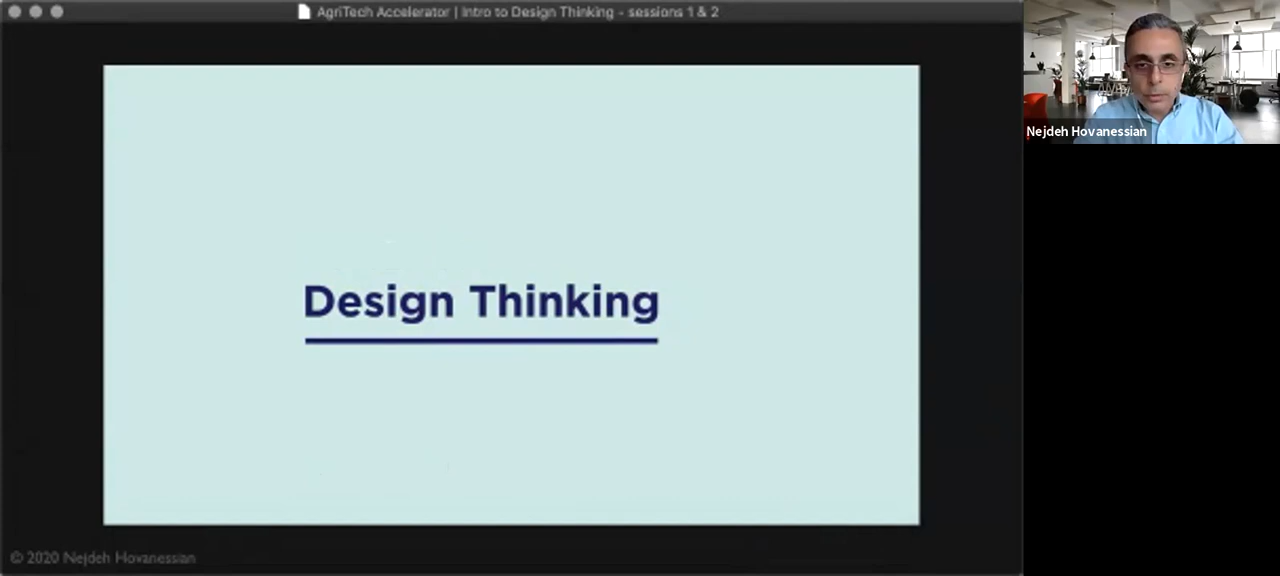 AgriTech Accelerator | Intro to Design Thinking - sessions 1 & 2
Nejdeh Hovanessian
Design Thinking
© 2020 Nejdeh Hovanessian